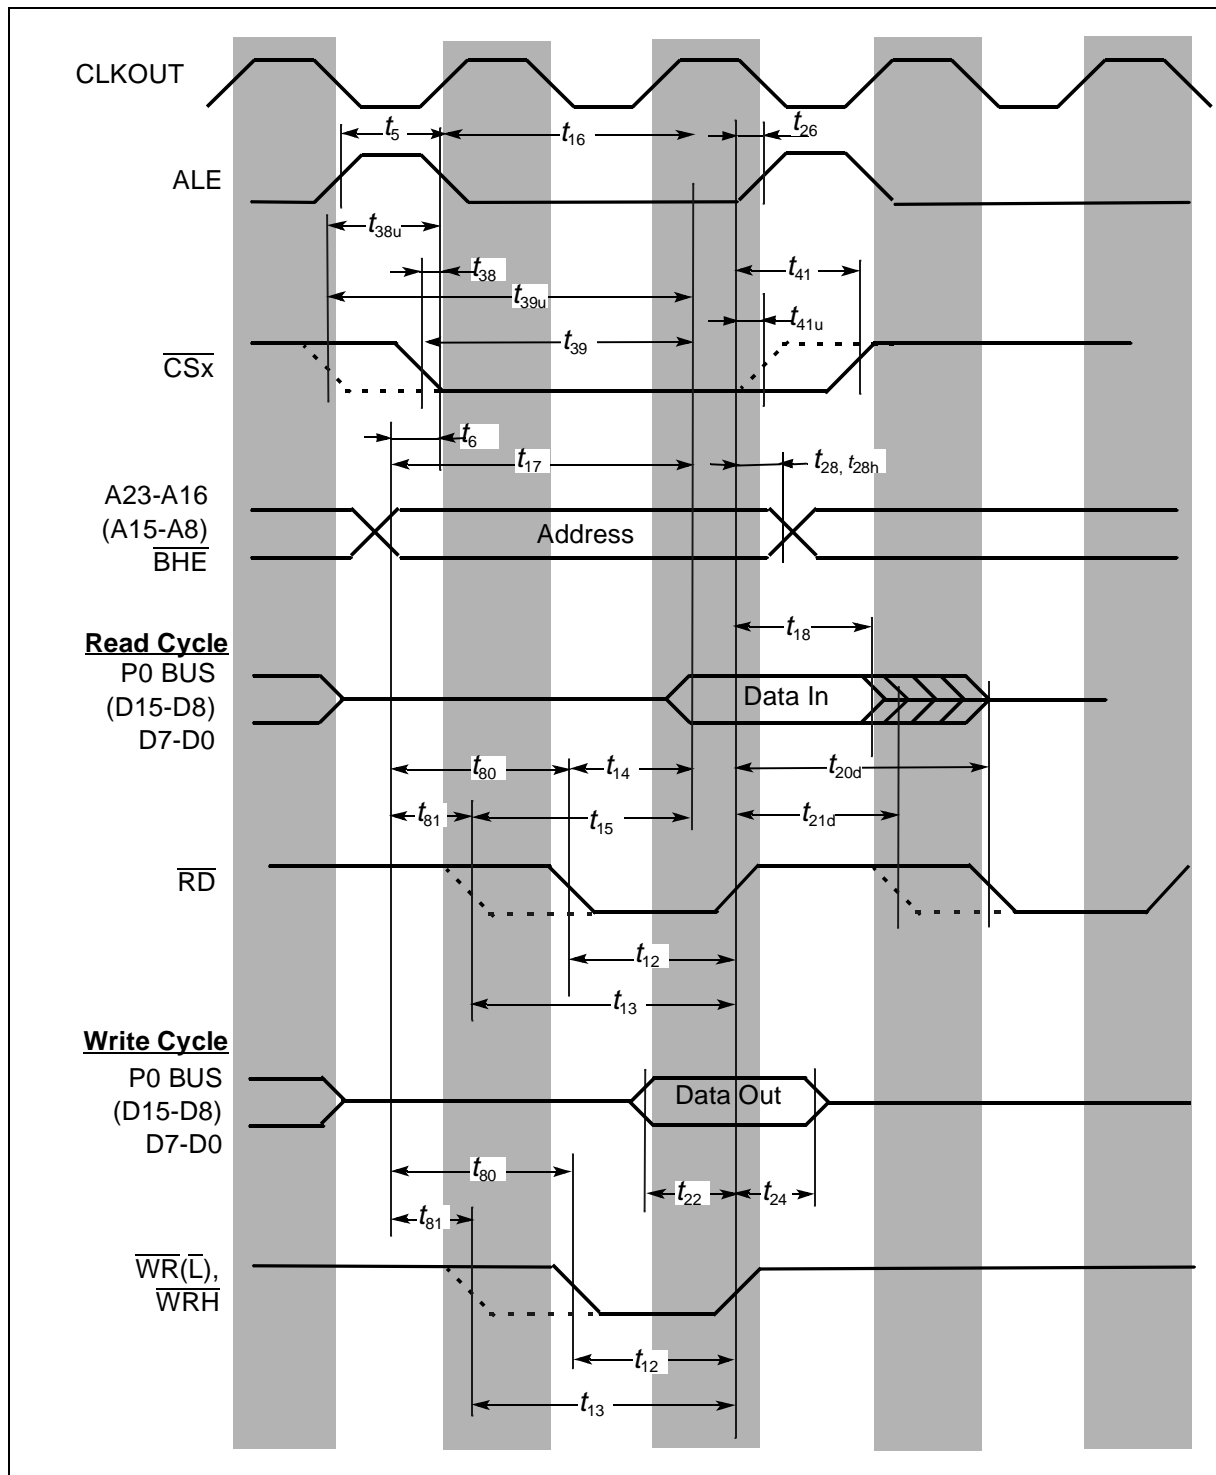 CLKOUT
t5
t16
t26
ALE
t38u
t38
t41
t39u
t41u
t39
CSx
t6
t17
t28, t28h
A23-A16
(A15-A8)
BHE
Address
t18
Read Cycle
P0 BUS
(D15-D8)
D7-D0
Data In
t80
t14
t20d
t81
t15
t21d
RD
t12
t13
Write Cycle
P0 BUS
(D15-D8)
D7-D0
Data Out
t80
t22
t24
t81
WR(L),
WRH
t12
t13